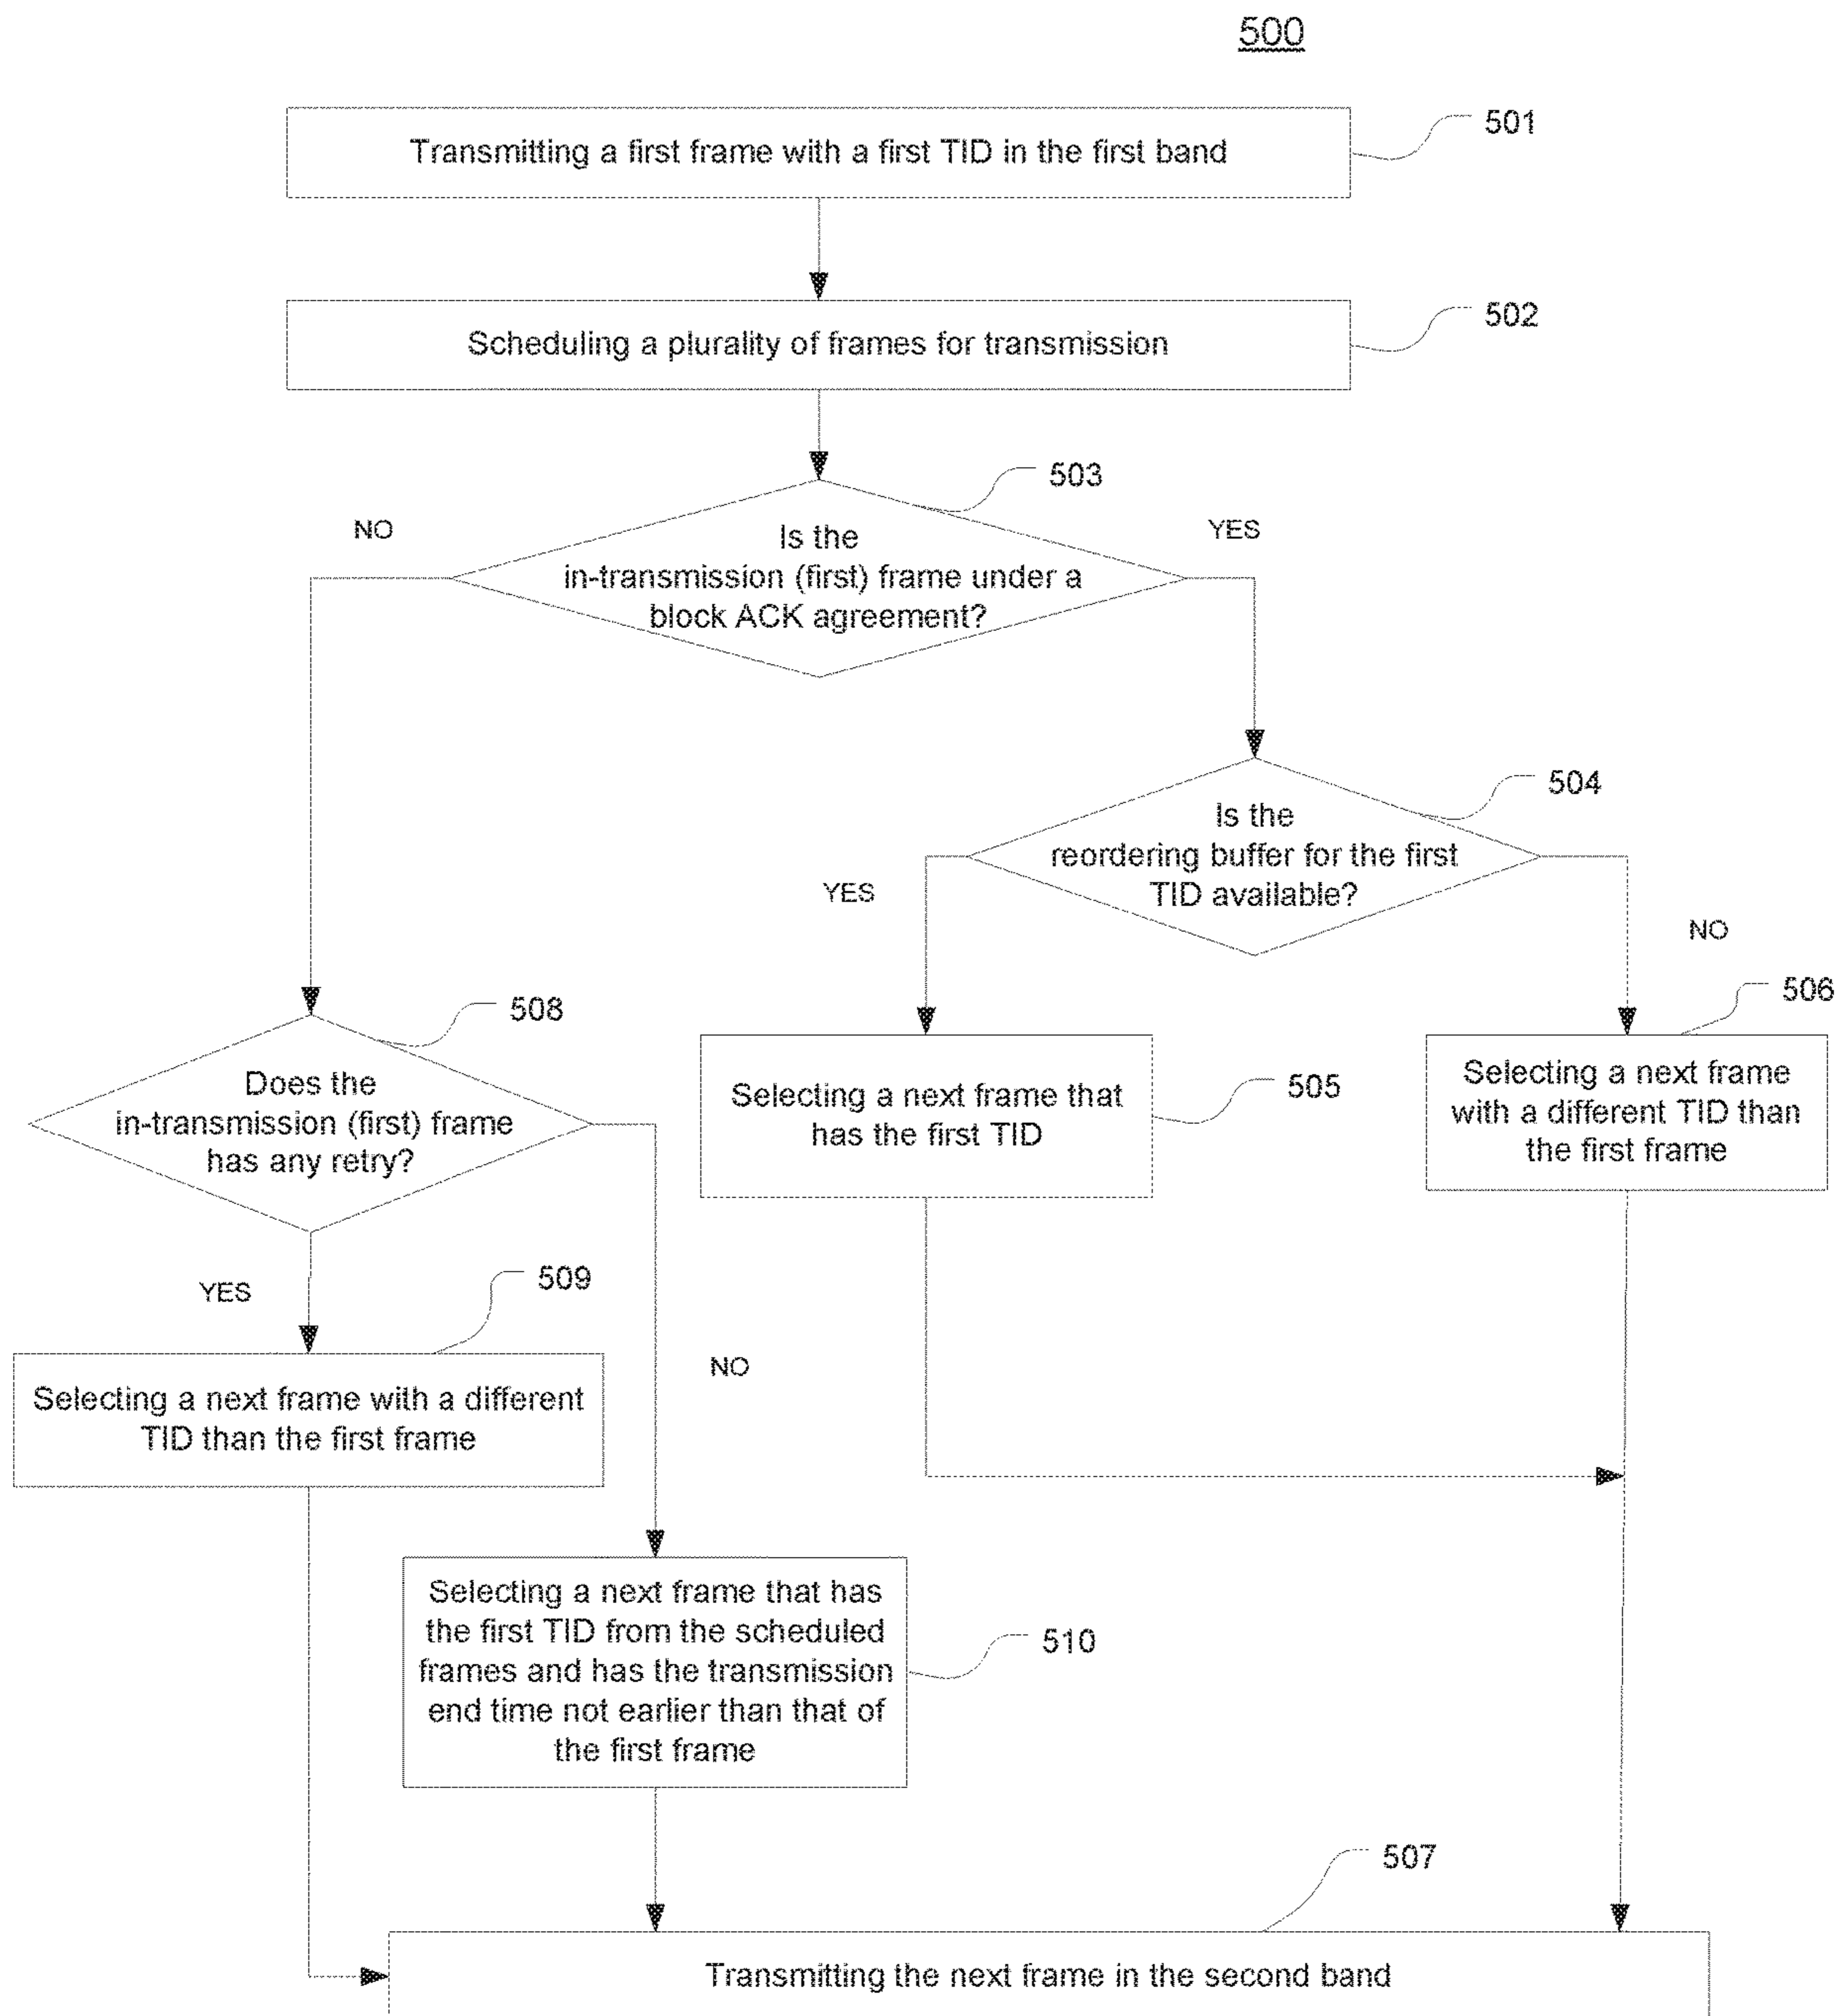 500
Transmitting a first frame with a first TID in the first band
501
Scheduling a plurality of frames for transmission
502
503
NO
YES
Is the
in-transmission (first) frame under a
block ACK agreement?
504
Is the
reordering buffer for the first
TID available?
YES
NO
508
Does the
in-transmission (first) frame
has any retry?
Selecting a next frame that
has the first TID
505
506
Selecting a next frame
with a different TID than
the first frame
YES
509
NO
Selecting a next frame with a different
TID than the first frame
Selecting a next frame that has
the first TID from the scheduled
frames and has the transmission
end time not earlier than that of
the first frame
510
507
Transmitting the next frame in the second band